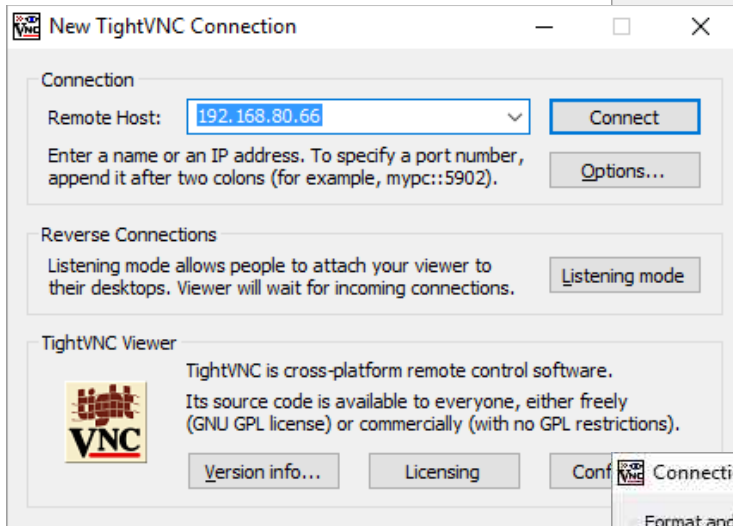 New TightVNC Connection
Connection
Remote Host:
192.168.80.66
Connect
Enter a name or an IP address. To specify a port number,
append it after two colons (for example, mypc::5902).
Options...
Reverse Connections
Listening mode allows people to attach your viewer to
their desktops. Viewer will wait for incoming connections.
Listening mode
TightVNC Viewer
tight
VNC
TightVNC is cross-platform remote control software.
Its source code is available to everyone, either freely
(GNU GPL license) or commercially (with no GPL restrictions).
Version info...
Licensing
Conf
Connecti
Format and